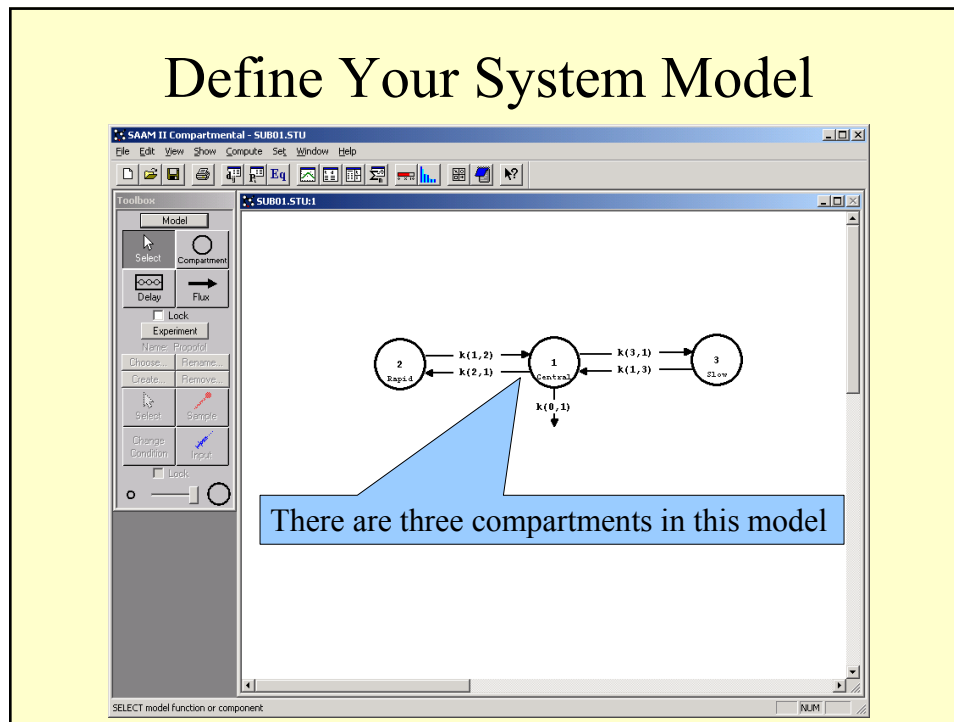 Define Your System Model
SAAM II Compartmental - SUB01.STU
File Edit View Show Compute Set Window Help
Eq
Toolbox
SUB01.STU:1
Model
Select
Compartment
Delay
Flux
Lock
Experiment
Name: Propofol
Choose... Rename...
Create... Remove...
Select
Sample
Change
Condition
Input
Lock
k(1,2)
k(2,1)
2
Rapid
1
Central
k(3,1)
k(1,3)
3
Slow
k(0,1)
There are three compartments in this model
SELECT model function or component
NUM